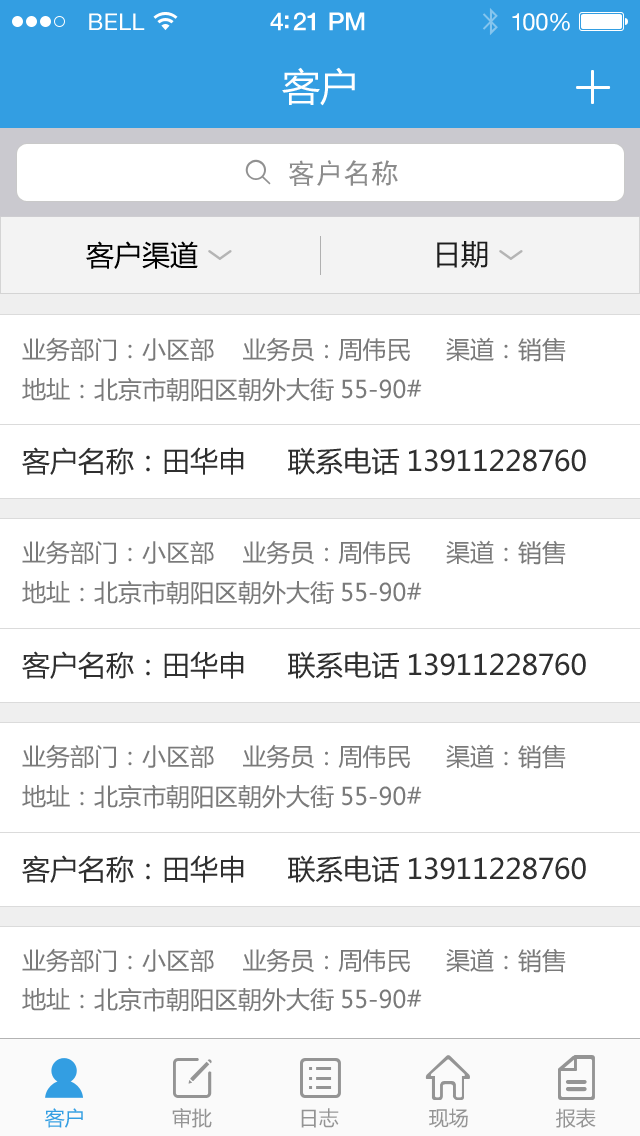 BELL 4:21 PM 100%
客户
客户名称
客户渠道 日期
业务部门：小区部 业务员：周伟民 渠道：销售
地址：北京市朝阳区朝外大街 55-90#
客户名称：田华申 联系电话 13911228760
业务部门：小区部 业务员：周伟民 渠道：销售
地址：北京市朝阳区朝外大街 55-90#
客户名称：田华申 联系电话 13911228760
业务部门：小区部 业务员：周伟民 渠道：销售
地址：北京市朝阳区朝外大街 55-90#
客户名称：田华申 联系电话 13911228760
业务部门：小区部 业务员：周伟民 渠道：销售
地址：北京市朝阳区朝外大街 55-90#
客户 审批 日志 现场 报表